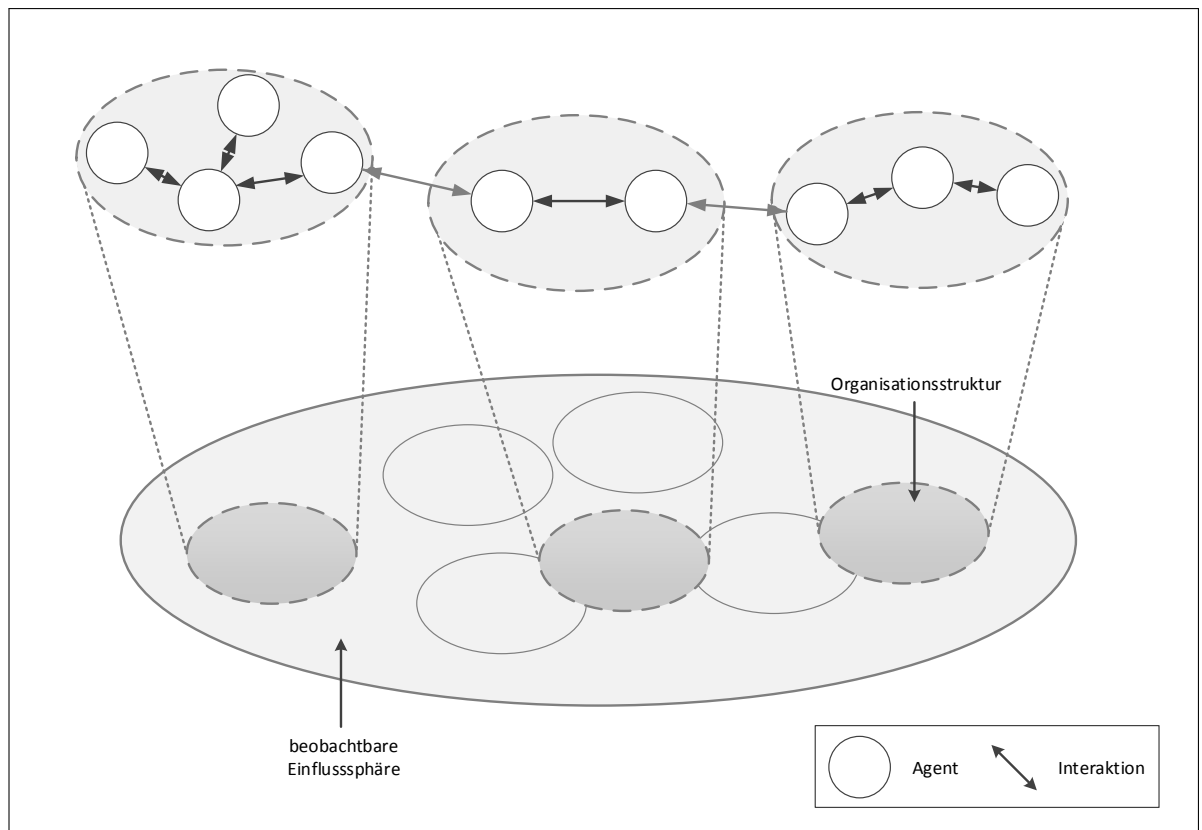 Organisationsstruktur
beobachtbare
Einflusssphäre
Agent
Interaktion